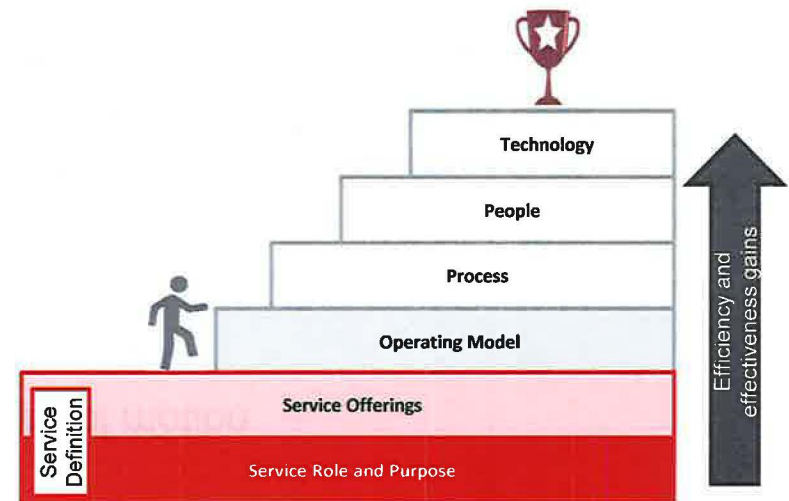 Technology
People
Process
Operating Model
Service Offerings
Service Role and Purpose
Service
Definition
Efficiency and
effectiveness gains